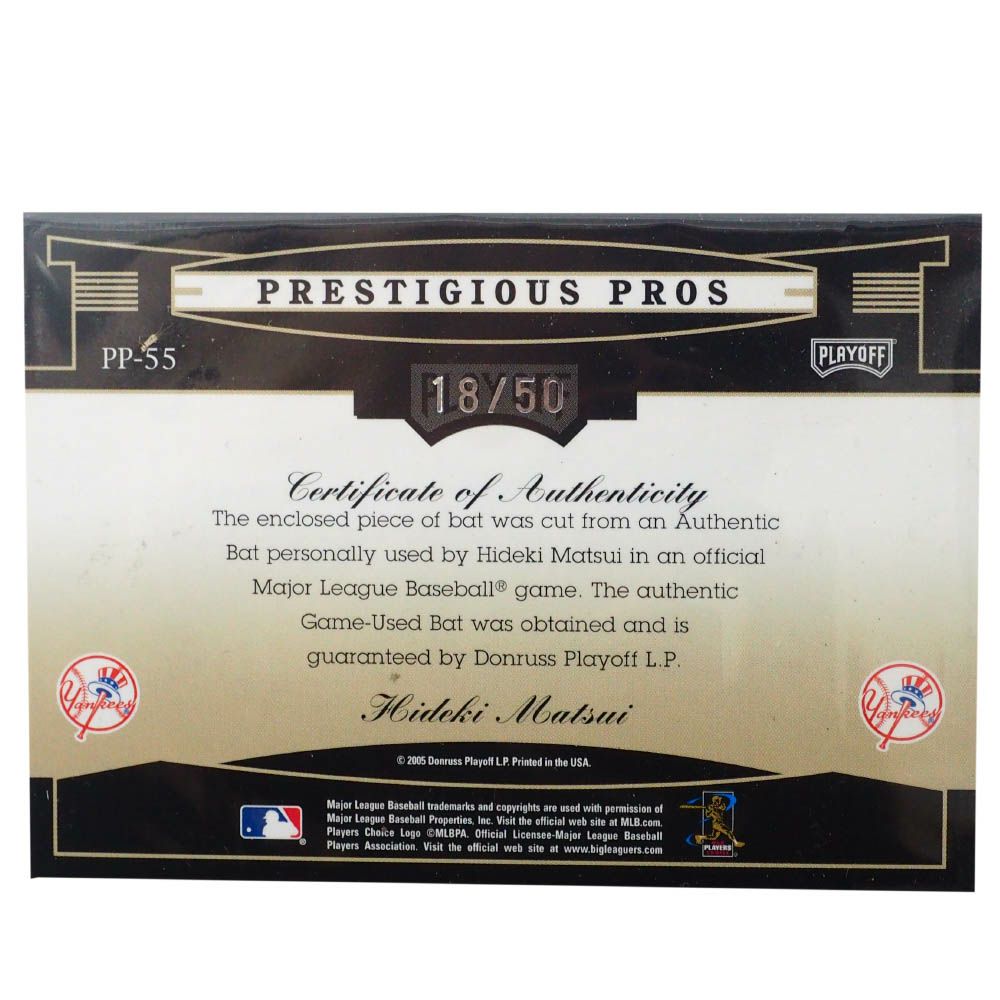 PRESTIGIOUS PROS
PP-55
PLAYOFF
18/50
Certificate of Authenticity
The enclosed piece of bat was cut from an Authentic
Bat personally used by Hideki Matsui in an official
Major League Baseball® game. The authentic
Game-Used Bat was obtained and is
guaranteed by Donruss Playoff L.P.
Yankees
Yankees
Hideki Matsui
© 2005 Donruss Playoff L.P. Printed in the USA.
Major League Baseball trademarks and copyrights are used with permission of
Major League Baseball Properties, Inc. Visit the official web site at MLB.com.
Players Choice Logo ©MLBPA. Official Licensee-Major League Baseball
Players Association. Visit the official web site at www.bigleaguers.com
PLAYERS